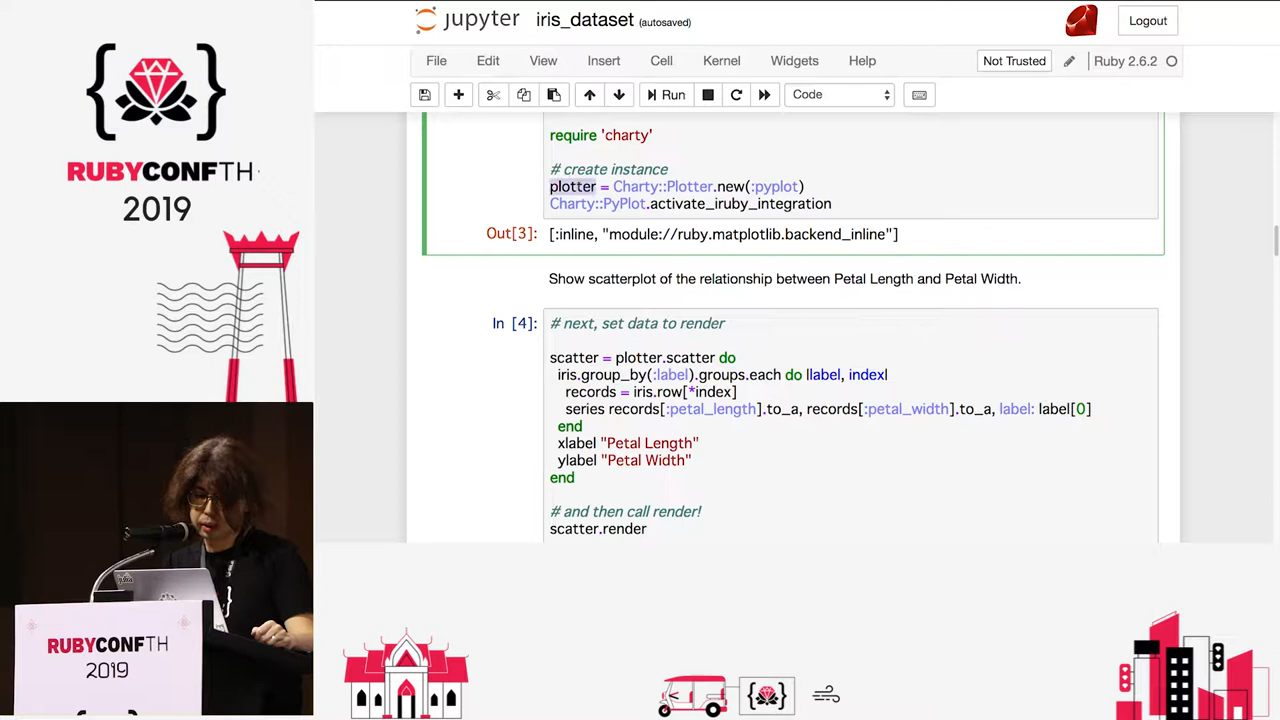 RUBYCONFTH
2019
jupyter iris_dataset (autosaved)
Logout
File Edit View Insert Cell Kernel Widgets Help
Not Trusted
Ruby 2.6.2
Run
Code
require 'charty'
# create instance
plotter = Charty::Plotter.new(:pyplot)
Charty::PyPlot.activate_iruby_integration
Out[3]: [:inline, "module://ruby.matplotlib.backend_inline"]
Show scatterplot of the relationship between Petal Length and Petal Width.
In [4]: # next, set data to render
scatter = plotter.scatter do
iris.group_by(:label).groups.each do |label, index|
records = iris.row[*index]
series records[:petal_length].to_a, records[:petal_width].to_a, label: label[0]
end
xlabel "Petal Length"
ylabel "Petal Width"
end
# and then call render!
scatter.render
RUBYCONFTH
2019